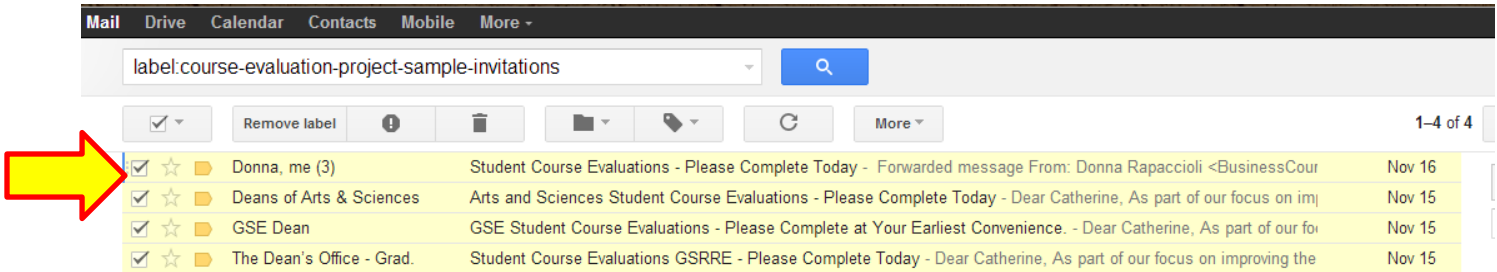 Mail Drive Calendar Contacts Mobile More
label:course-evaluation-project-sample-invitations
Remove label More 1–4 of 4
Donna, me (3) Student Course Evaluations - Please Complete Today - Forwarded message From: Donna Rapaccioli <BusinessCour Nov 16
Deans of Arts & Sciences Arts and Sciences Student Course Evaluations - Please Complete Today - Dear Catherine, As part of our focus on im Nov 15
GSE Dean GSE Student Course Evaluations - Please Complete at Your Earliest Convenience. - Dear Catherine, As part of our fo Nov 15
The Dean's Office - Grad. Student Course Evaluations GSRRE - Please Complete Today - Dear Catherine, As part of our focus on improving the Nov 15